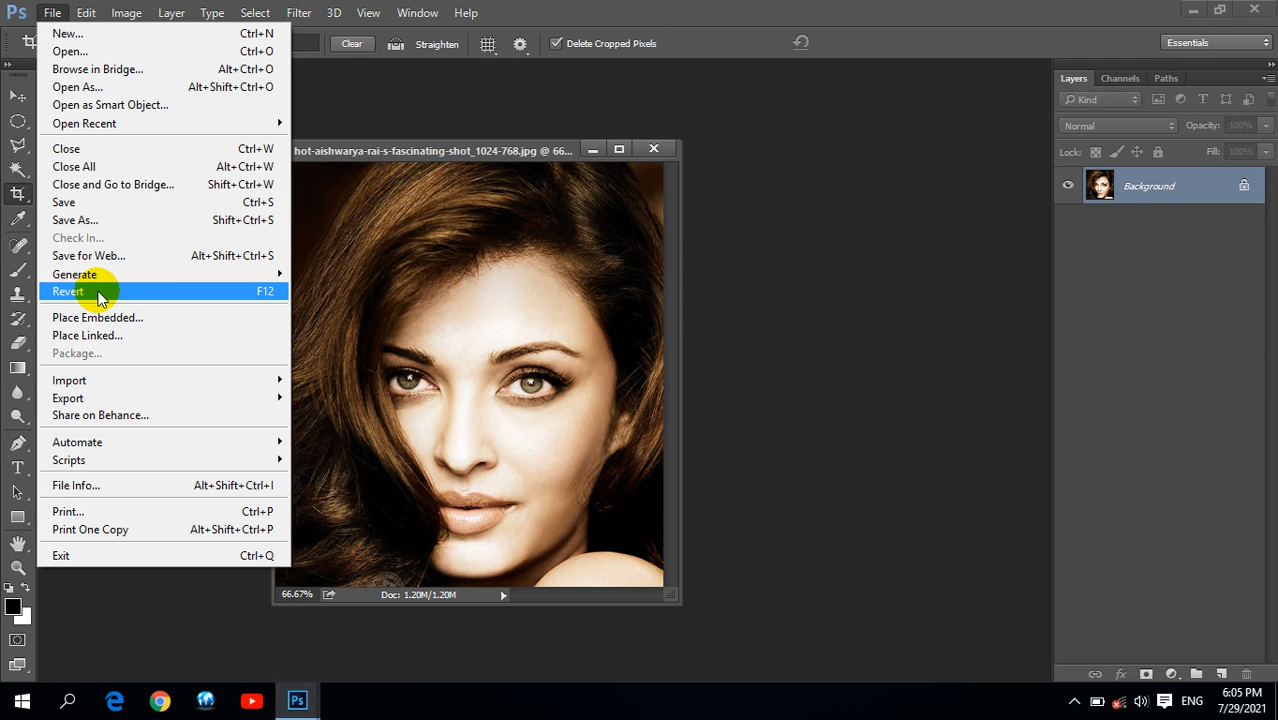 Ps File Edit Image Layer Type Select Filter 3D View Window Help
Clear Straighten Delete Cropped Pixels Essentials
New... Ctrl+N
Open... Ctrl+O
Browse in Bridge... Alt+Ctrl+O
Open As... Alt+Shift+Ctrl+O
Open as Smart Object...
Open Recent
Close Ctrl+W
Close All Alt+Ctrl+W
Close and Go to Bridge... Shift+Ctrl+W
Save Ctrl+S
Save As... Shift+Ctrl+S
Check In...
Save for Web... Alt+Shift+Ctrl+S
Generate
Revert F12
Place Embedded...
Place Linked...
Package...
Import
Export
Share on Behance...
Automate
Scripts
File Info... Alt+Shift+Ctrl+I
Print... Ctrl+P
Print One Copy Alt+Shift+Ctrl+P
Exit Ctrl+Q
hot-aishwarya-rai-s-fascinating-shot_1024-768.jpg @ 66...
66.67% Doc: 1.20M/1.20M
Layers Channels Paths
Kind
Normal Opacity: 100%
Lock: Fill: 100%
Background
Ps ENG 6:05 PM
7/29/2021